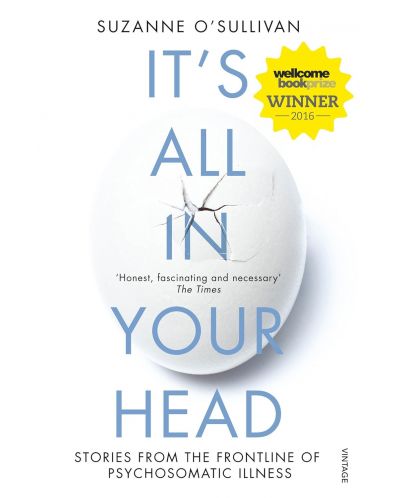 SUZANNE O'SULLIVAN
IT'S
wellcome
bookprize
WINNER
2016
ALL
IN
'Honest, fascinating and necessary'
The Times
YOUR
HEAD
STORIES FROM THE FRONTLINE OF
PSYCHOSOMATIC ILLNESS
VINTAGE